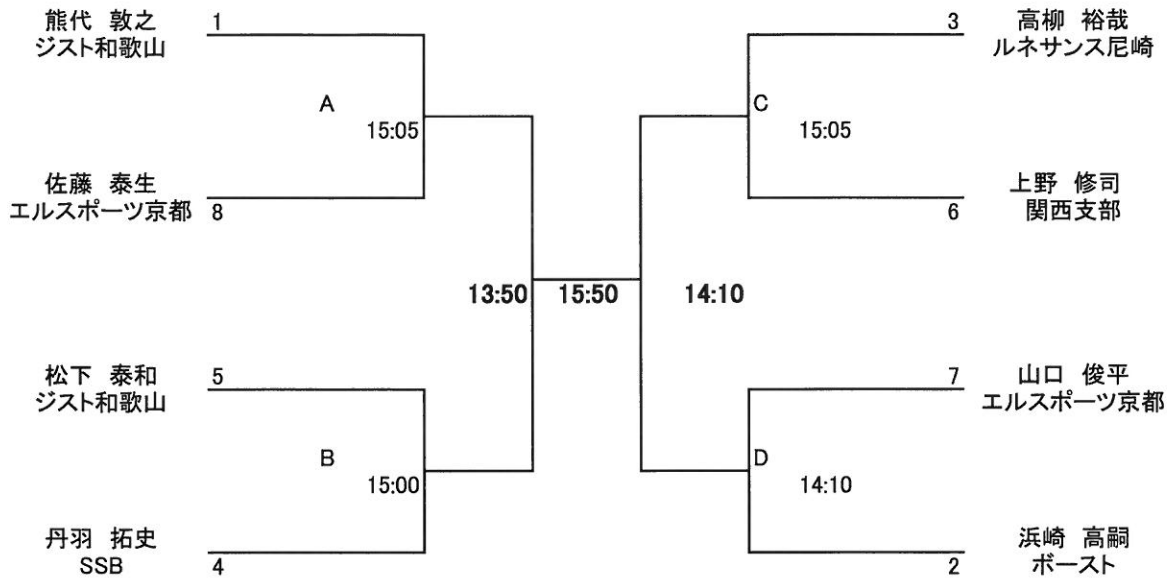 熊代 敦之
ジスト和歌山
1
A
15:05
佐藤 泰生
エルスポーツ京都
8
松下 泰和
ジスト和歌山
5
B
15:00
丹羽 拓史
SSB
4
13:50
15:50
14:10
3
高柳 裕哉
ルネサンス尼崎
C
15:05
上野 修司
関西支部
6
7
山口 俊平
エルスポーツ京都
D
14:10
浜崎 高嗣
ボースト
2